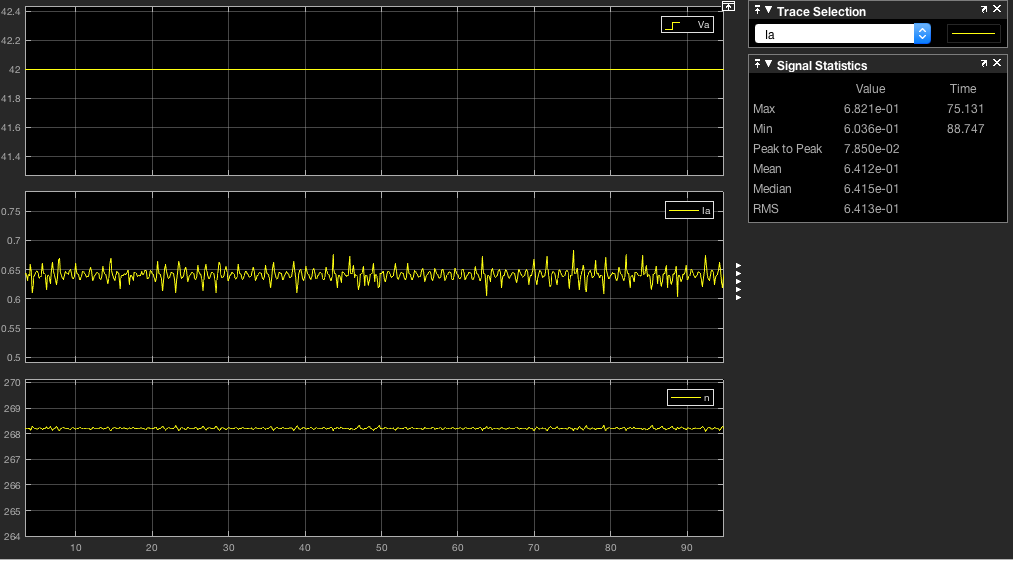 42.4
42.2
42
41.8
41.6
41.4
Va
0.75
0.7
0.65
0.6
0.55
0.5
Ia
270
269
268
267
266
265
264
n
10 20 30 40 50 60 70 80 90
Trace Selection
Ia
Signal Statistics
Value Time
Max 6.821e-01 75.131
Min 6.036e-01 88.747
Peak to Peak 7.850e-02
Mean 6.412e-01
Median 6.415e-01
RMS 6.413e-01